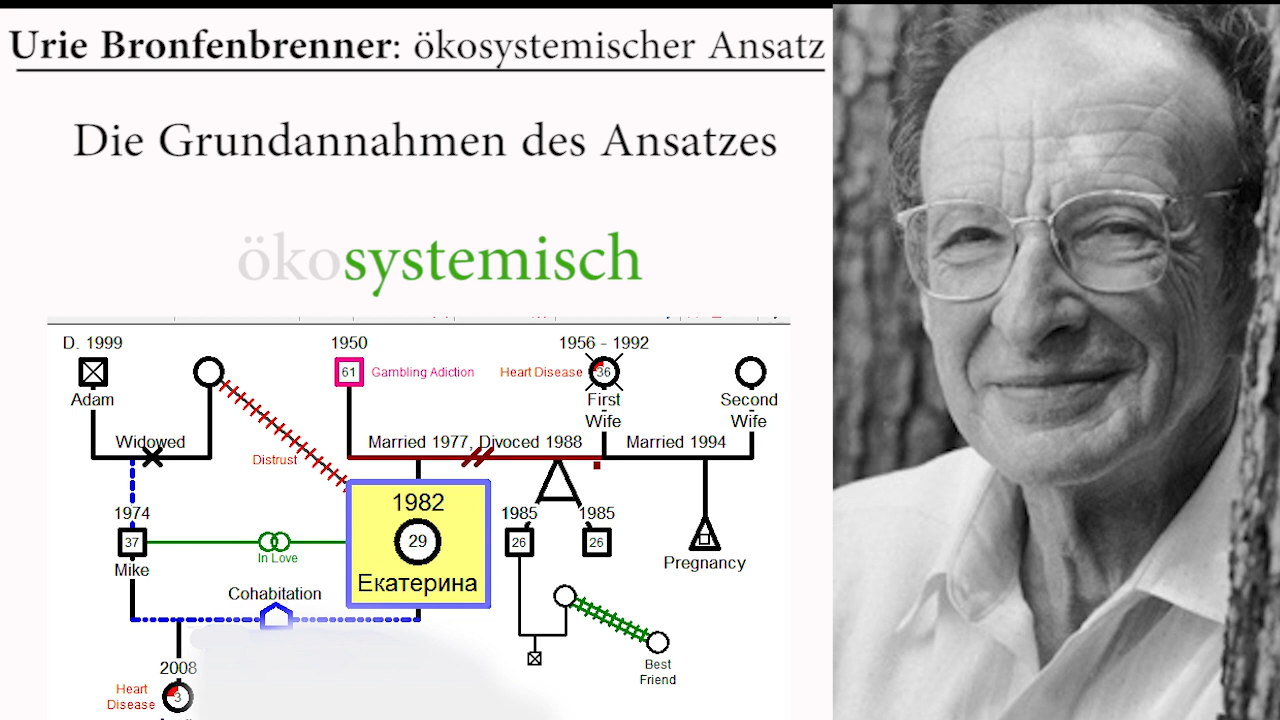 Urie Bronfenbrenner: ökosystemischer Ansatz
Die Grundannahmen des Ansatzes
ökosystemisch
D. 1999
1950
1956 - 1992
61
Gambling Adiction
Heart Disease
36
Adam
First
Wife
Second
Wife
Widowed
Married 1977, Divoced 1988
Married 1994
Distrust
1982
1974
1985
1985
37
29
26
26
In Love
Mike
Екатерина
Pregnancy
Cohabitation
2008
Best
Friend
Heart
Disease
3